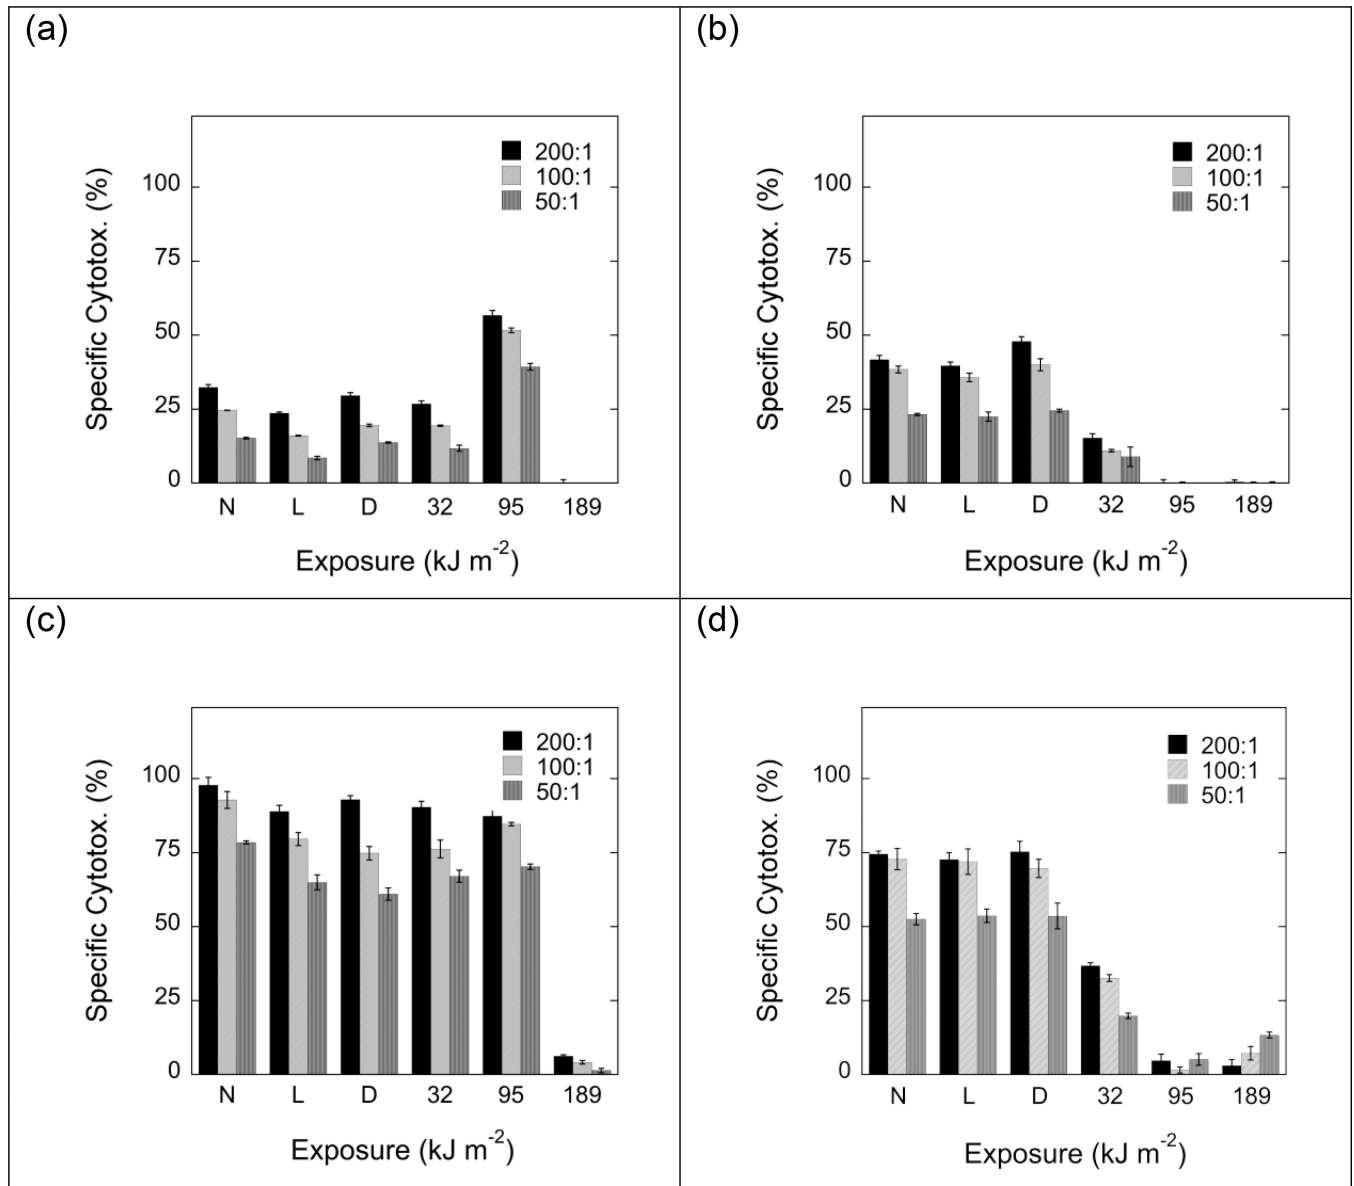 (a)
200:1
100:1
50:1
Specific Cytotox. (%)
100
75
50
25
0
N L D 32 95 189
Exposure (kJ m⁻²)
(b)
200:1
100:1
50:1
Specific Cytotox. (%)
100
75
50
25
0
N L D 32 95 189
Exposure (kJ m⁻²)
(c)
200:1
100:1
50:1
Specific Cytotox. (%)
100
75
50
25
0
N L D 32 95 189
Exposure (kJ m⁻²)
(d)
200:1
100:1
50:1
Specific Cytotox. (%)
100
75
50
25
0
N L D 32 95 189
Exposure (kJ m⁻²)